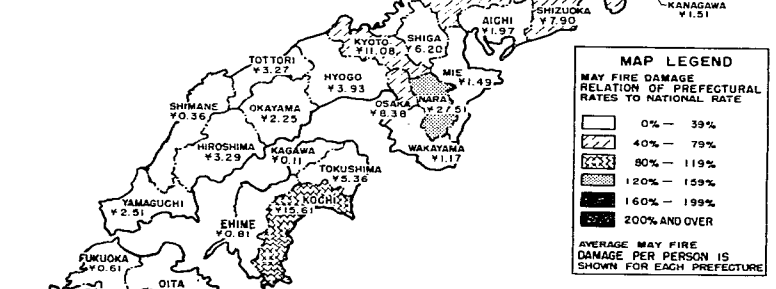 KANAGAWA
¥1.51
SHIZUOKA
¥7.90
AICHI
¥1.97
SHIGA
¥6.20
KYOTO
¥11.08
TOTTORI
¥3.27
HYOGO
¥3.93
MIE
¥1.49
NARA
¥27.51
OSAKA
¥8.38
SHIMANE
¥0.36
OKAYAMA
¥2.25
HIROSHIMA
¥3.29
KAGAWA
¥0.11
WAKAYAMA
¥1.17
TOKUSHIMA
¥5.36
YAMAGUCHI
¥2.51
KOCHI
¥15.61
EHIME
¥0.81
FUKUOKA
¥0.61
OITA
MAP LEGEND
MAY FIRE DAMAGE
RELATION OF PREFECTURAL
RATES TO NATIONAL RATE
0% — 39%
40% — 79%
80% — 119%
120% — 159%
160% — 199%
200% AND OVER
AVERAGE MAY FIRE
DAMAGE PER PERSON IS
SHOWN FOR EACH PREFECTURE